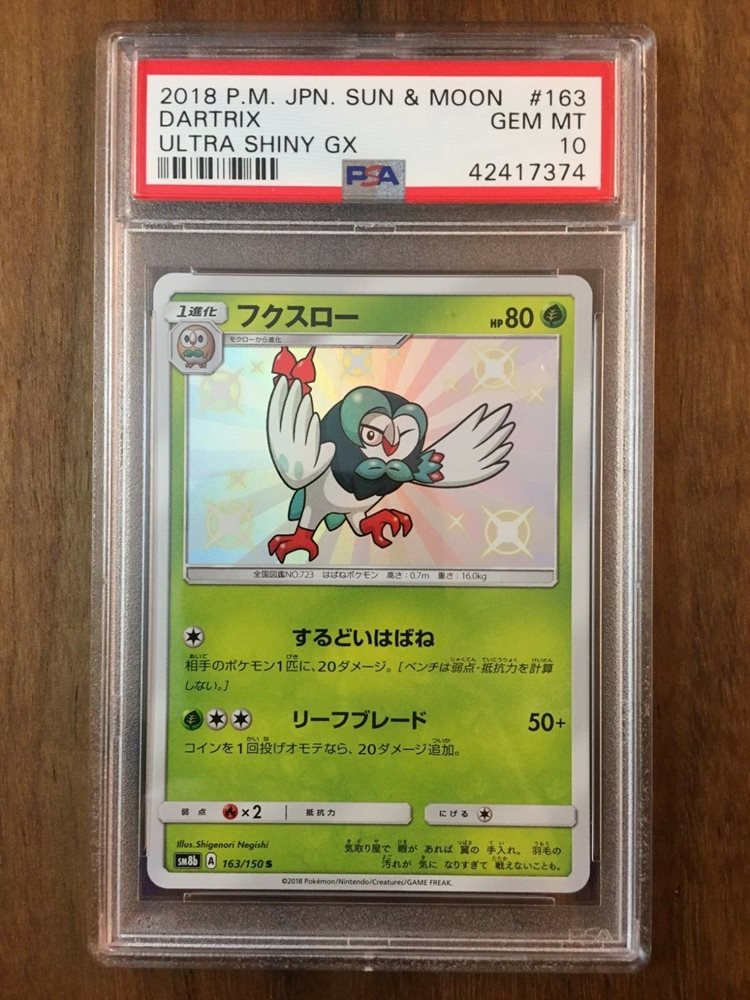 2018 P.M. JPN. SUN & MOON #163
DARTRIX GEM MT
ULTRA SHINY GX 10
PSA 42417374
1進化 フクスロー HP 80
モクローから進化
全国図鑑NO.723 はばねポケモン 高さ:0.7m 重さ:16.0kg
するどいはばね
相手のポケモン1匹に、20ダメージ。[ベンチは弱点・抵抗力を計算
しない。]
リーフブレード 50+
コインを1回投げオモテなら、20ダメージ追加。
弱点 ×2 抵抗力 にげる
Illus.Shigenori Negishi
気取り屋で 暇が あれば 翼の 手入れ。 羽毛の
汚れが 気に なりすぎて 戦えないことも。
SM8b A 163/150 S
©2018 Pokémon/Nintendo/Creatures/GAME FREAK.
PSA